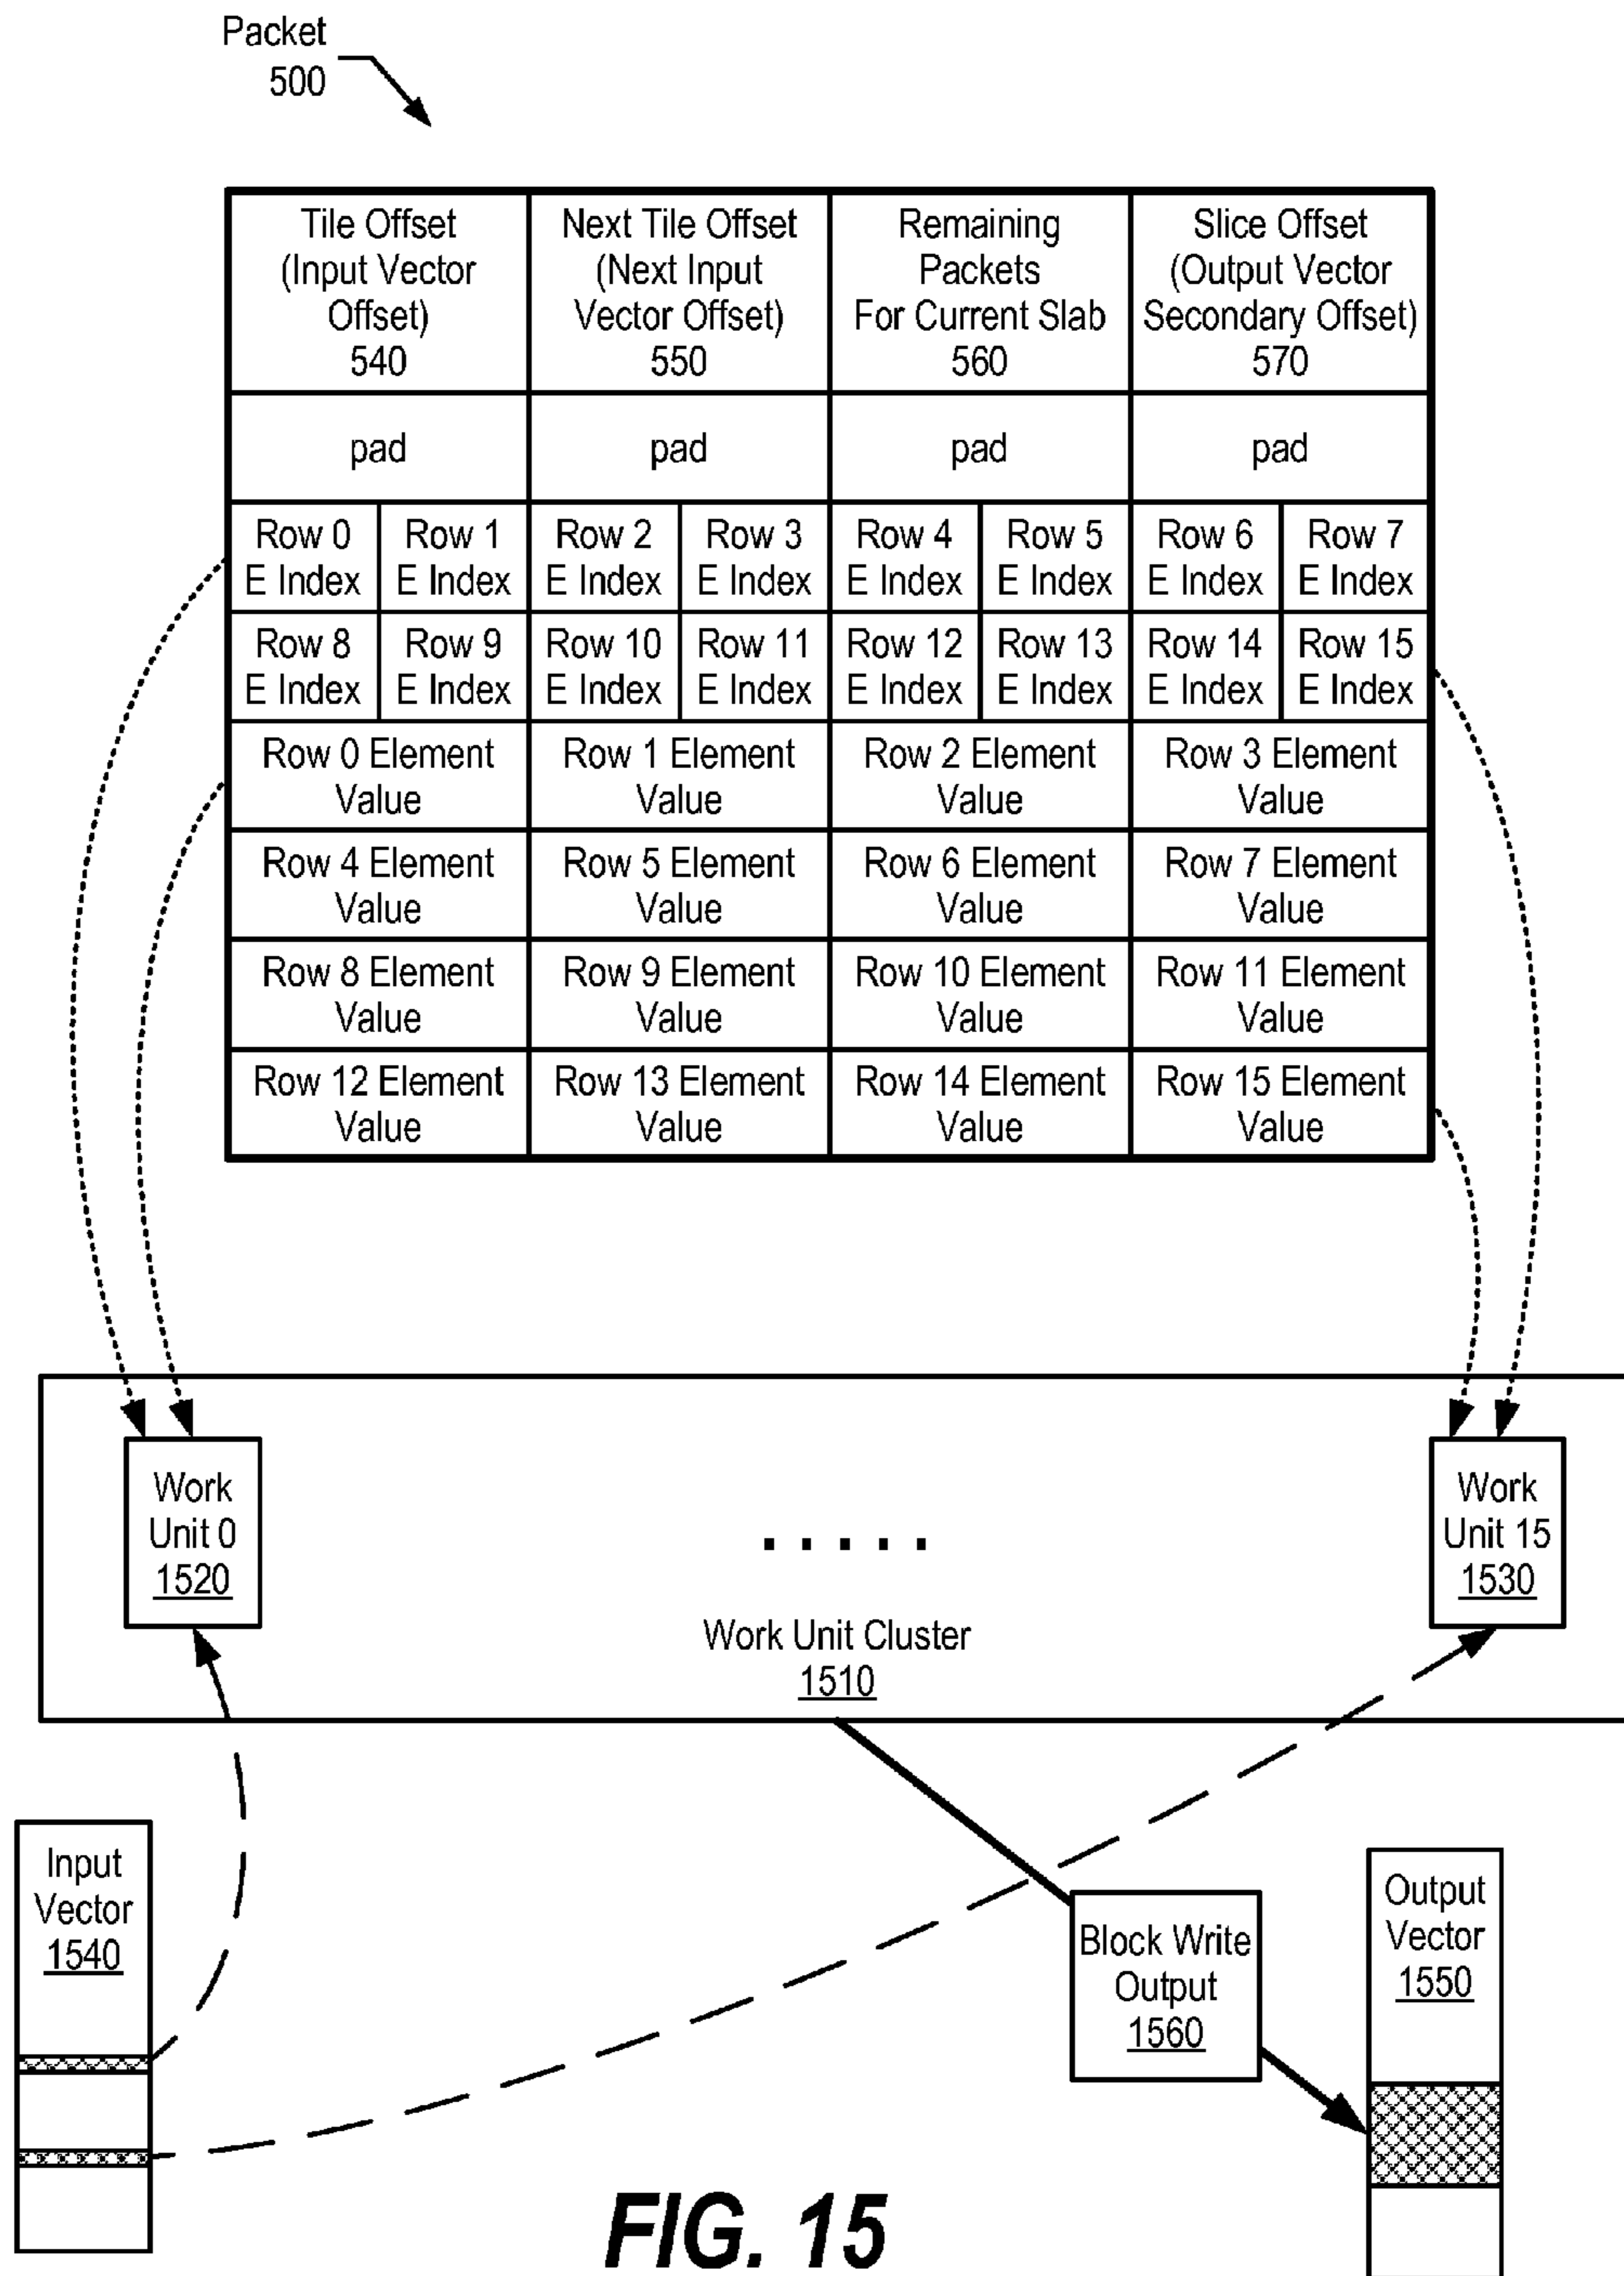 Packet
500
Tile Offset
(Input Vector
Offset)
540
Next Tile Offset
(Next Input
Vector Offset)
550
Remaining
Packets
For Current Slab
560
Slice Offset
(Output Vector
Secondary Offset)
570
pad
pad
pad
pad
Row 0
E Index
Row 1
E Index
Row 2
E Index
Row 3
E Index
Row 4
E Index
Row 5
E Index
Row 6
E Index
Row 7
E Index
Row 8
E Index
Row 9
E Index
Row 10
E Index
Row 11
E Index
Row 12
E Index
Row 13
E Index
Row 14
E Index
Row 15
E Index
Row 0 Element
Value
Row 1 Element
Value
Row 2 Element
Value
Row 3 Element
Value
Row 4 Element
Value
Row 5 Element
Value
Row 6 Element
Value
Row 7 Element
Value
Row 8 Element
Value
Row 9 Element
Value
Row 10 Element
Value
Row 11 Element
Value
Row 12 Element
Value
Row 13 Element
Value
Row 14 Element
Value
Row 15 Element
Value
Work
Unit 0
1520
.....
Work
Unit 15
1530
Work Unit Cluster
1510
Input
Vector
1540
Block Write
Output
1560
Output
Vector
1550
FIG. 15